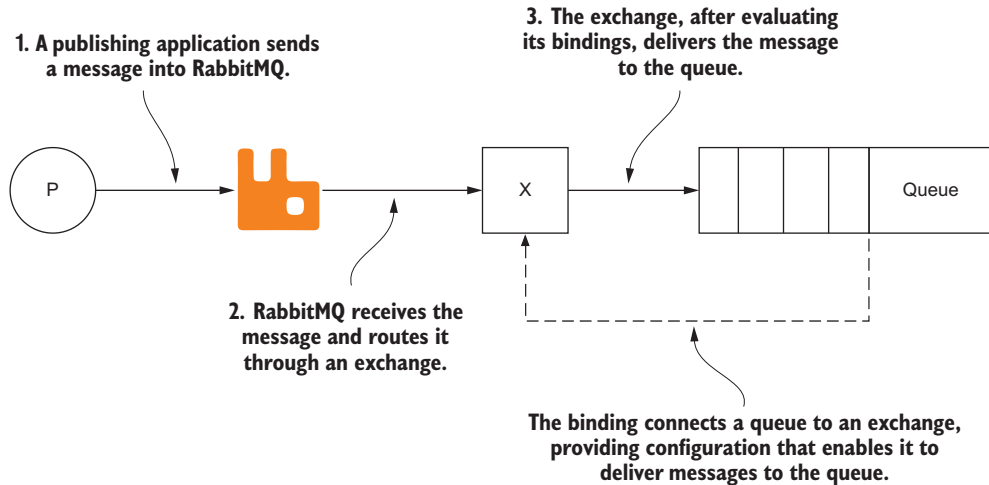 1. A publishing application sends
a message into RabbitMQ.
3. The exchange, after evaluating
its bindings, delivers the message
to the queue.
P
X
Queue
2. RabbitMQ receives the
message and routes it
through an exchange.
The binding connects a queue to an exchange,
providing configuration that enables it to
deliver messages to the queue.